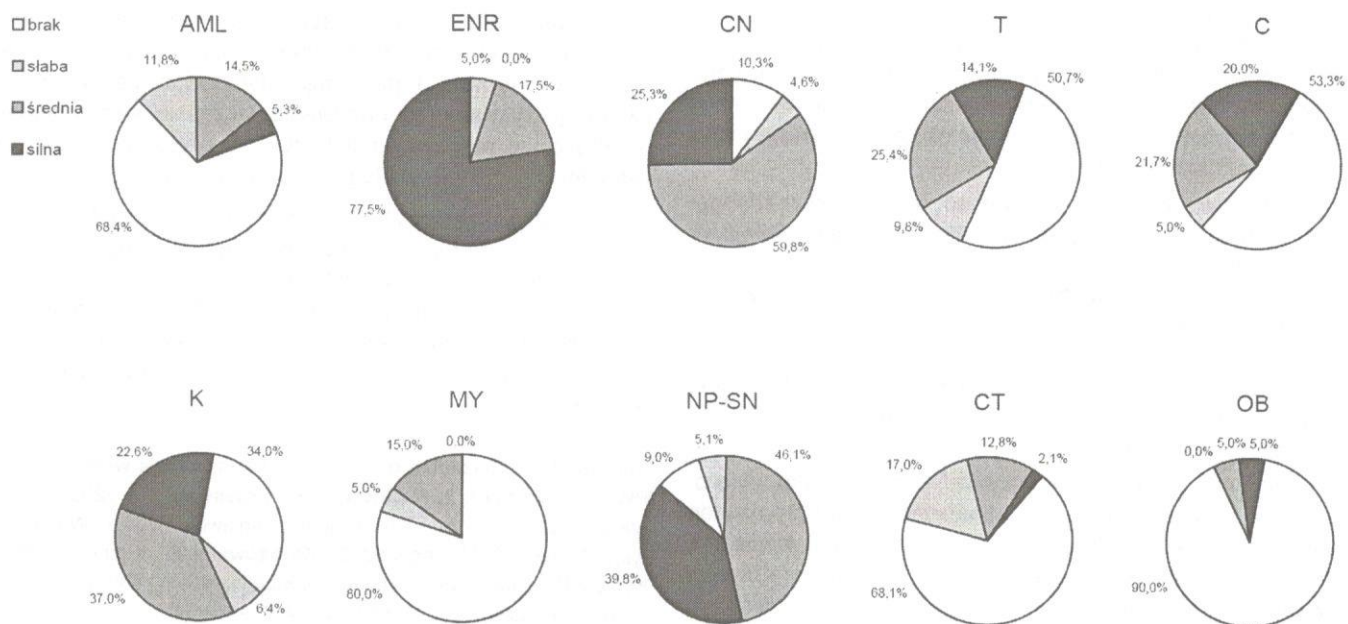 brak
słaba
średnia
silna
AML
11,8%
14,5%
5,3%
68,4%
ENR
5,0%
0,0%
17,5%
77,5%
CN
10,3%
4,6%
25,3%
59,8%
T
14,1%
50,7%
25,4%
9,6%
C
20,0%
53,3%
21,7%
5,0%
K
22,6%
34,0%
37,0%
6,4%
MY
15,0%
0.0%
5,0%
80,0%
NP-SN
5,1%
9,0%
46,1%
39,8%
CT
12,8%
17,0%
2,1%
68,1%
OB
0,0%
5,0%
5,0%
90,0%